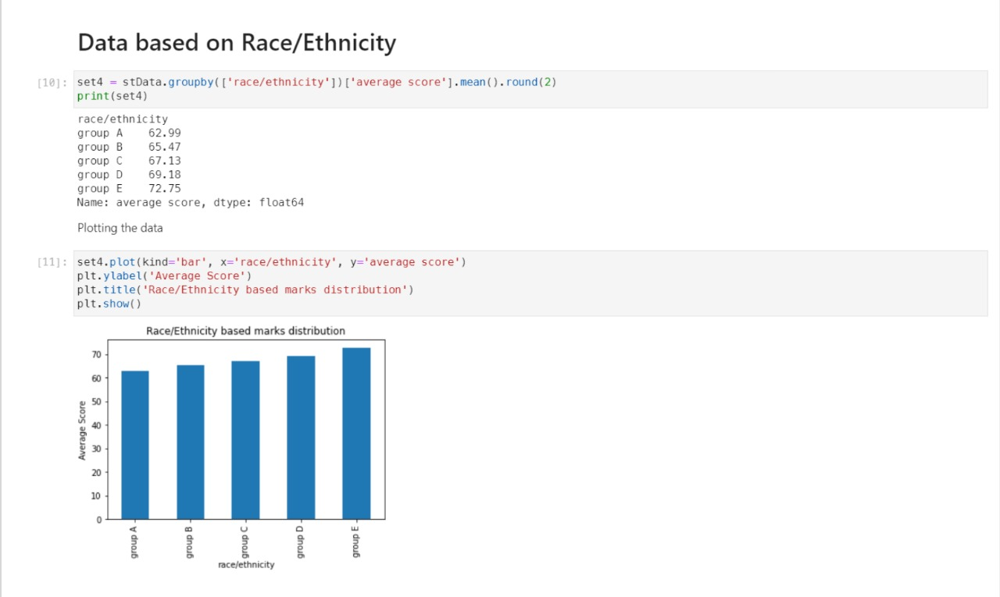 Data based on Race/Ethnicity
[10]: set4 = stData.groupby(['race/ethnicity'])['average score'].mean().round(2)
print(set4)
race/ethnicity
group A    62.99
group B    65.47
group C    67.13
group D    69.18
group E    72.75
Name: average score, dtype: float64
Plotting the data
[11]: set4.plot(kind='bar', x='race/ethnicity', y='average score')
plt.ylabel('Average Score')
plt.title('Race/Ethnicity based marks distribution')
plt.show()
Race/Ethnicity based marks distribution
Average Score
70
60
50
40
30
20
10
0
group A
group B
group C
group D
group E
race/ethnicity